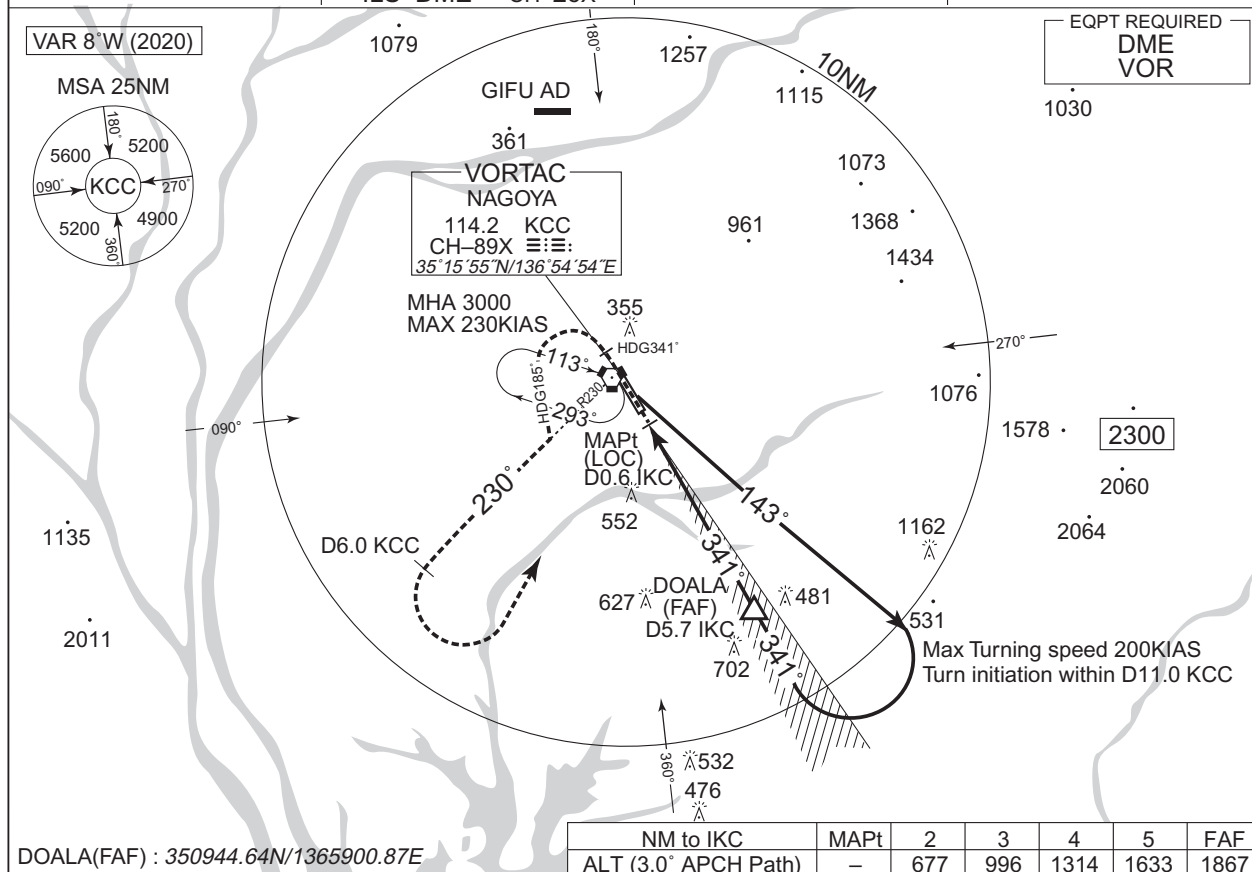 VAR 8°W (2020)
MSA 25NM
180°
5600
5200
090°
KCC
270°
5200
4900
360°
1079
180°
1257
10NM
1115
EQPT REQUIRED
DME
VOR
1030
GIFU AD
361
VORTAC
NAGOYA
114.2 KCC
CH–89X
35°15´55˝N/136°54´54˝E
961
1073
1368
1434
MHA 3000
MAX 230KIAS
355
HDG341°
113°
HDG185°
R230
293°
270°
1076
090°
1578
2300
MAPt
(LOC)
D0.6 IKC
230°
143°
2060
552
2064
1135
D6.0 KCC
341°
1162
DOALA
(FAF)
D5.7 IKC
627
481
531
2011
702
341°
Max Turning speed 200KIAS
Turn initiation within D11.0 KCC
360°
532
476
DOALA(FAF) : 350944.64N/1365900.87E
NM to IKC MAPt 2 3 4 5 FAF
ALT (3.0° APCH Path) – 677 996 1314 1633 1867